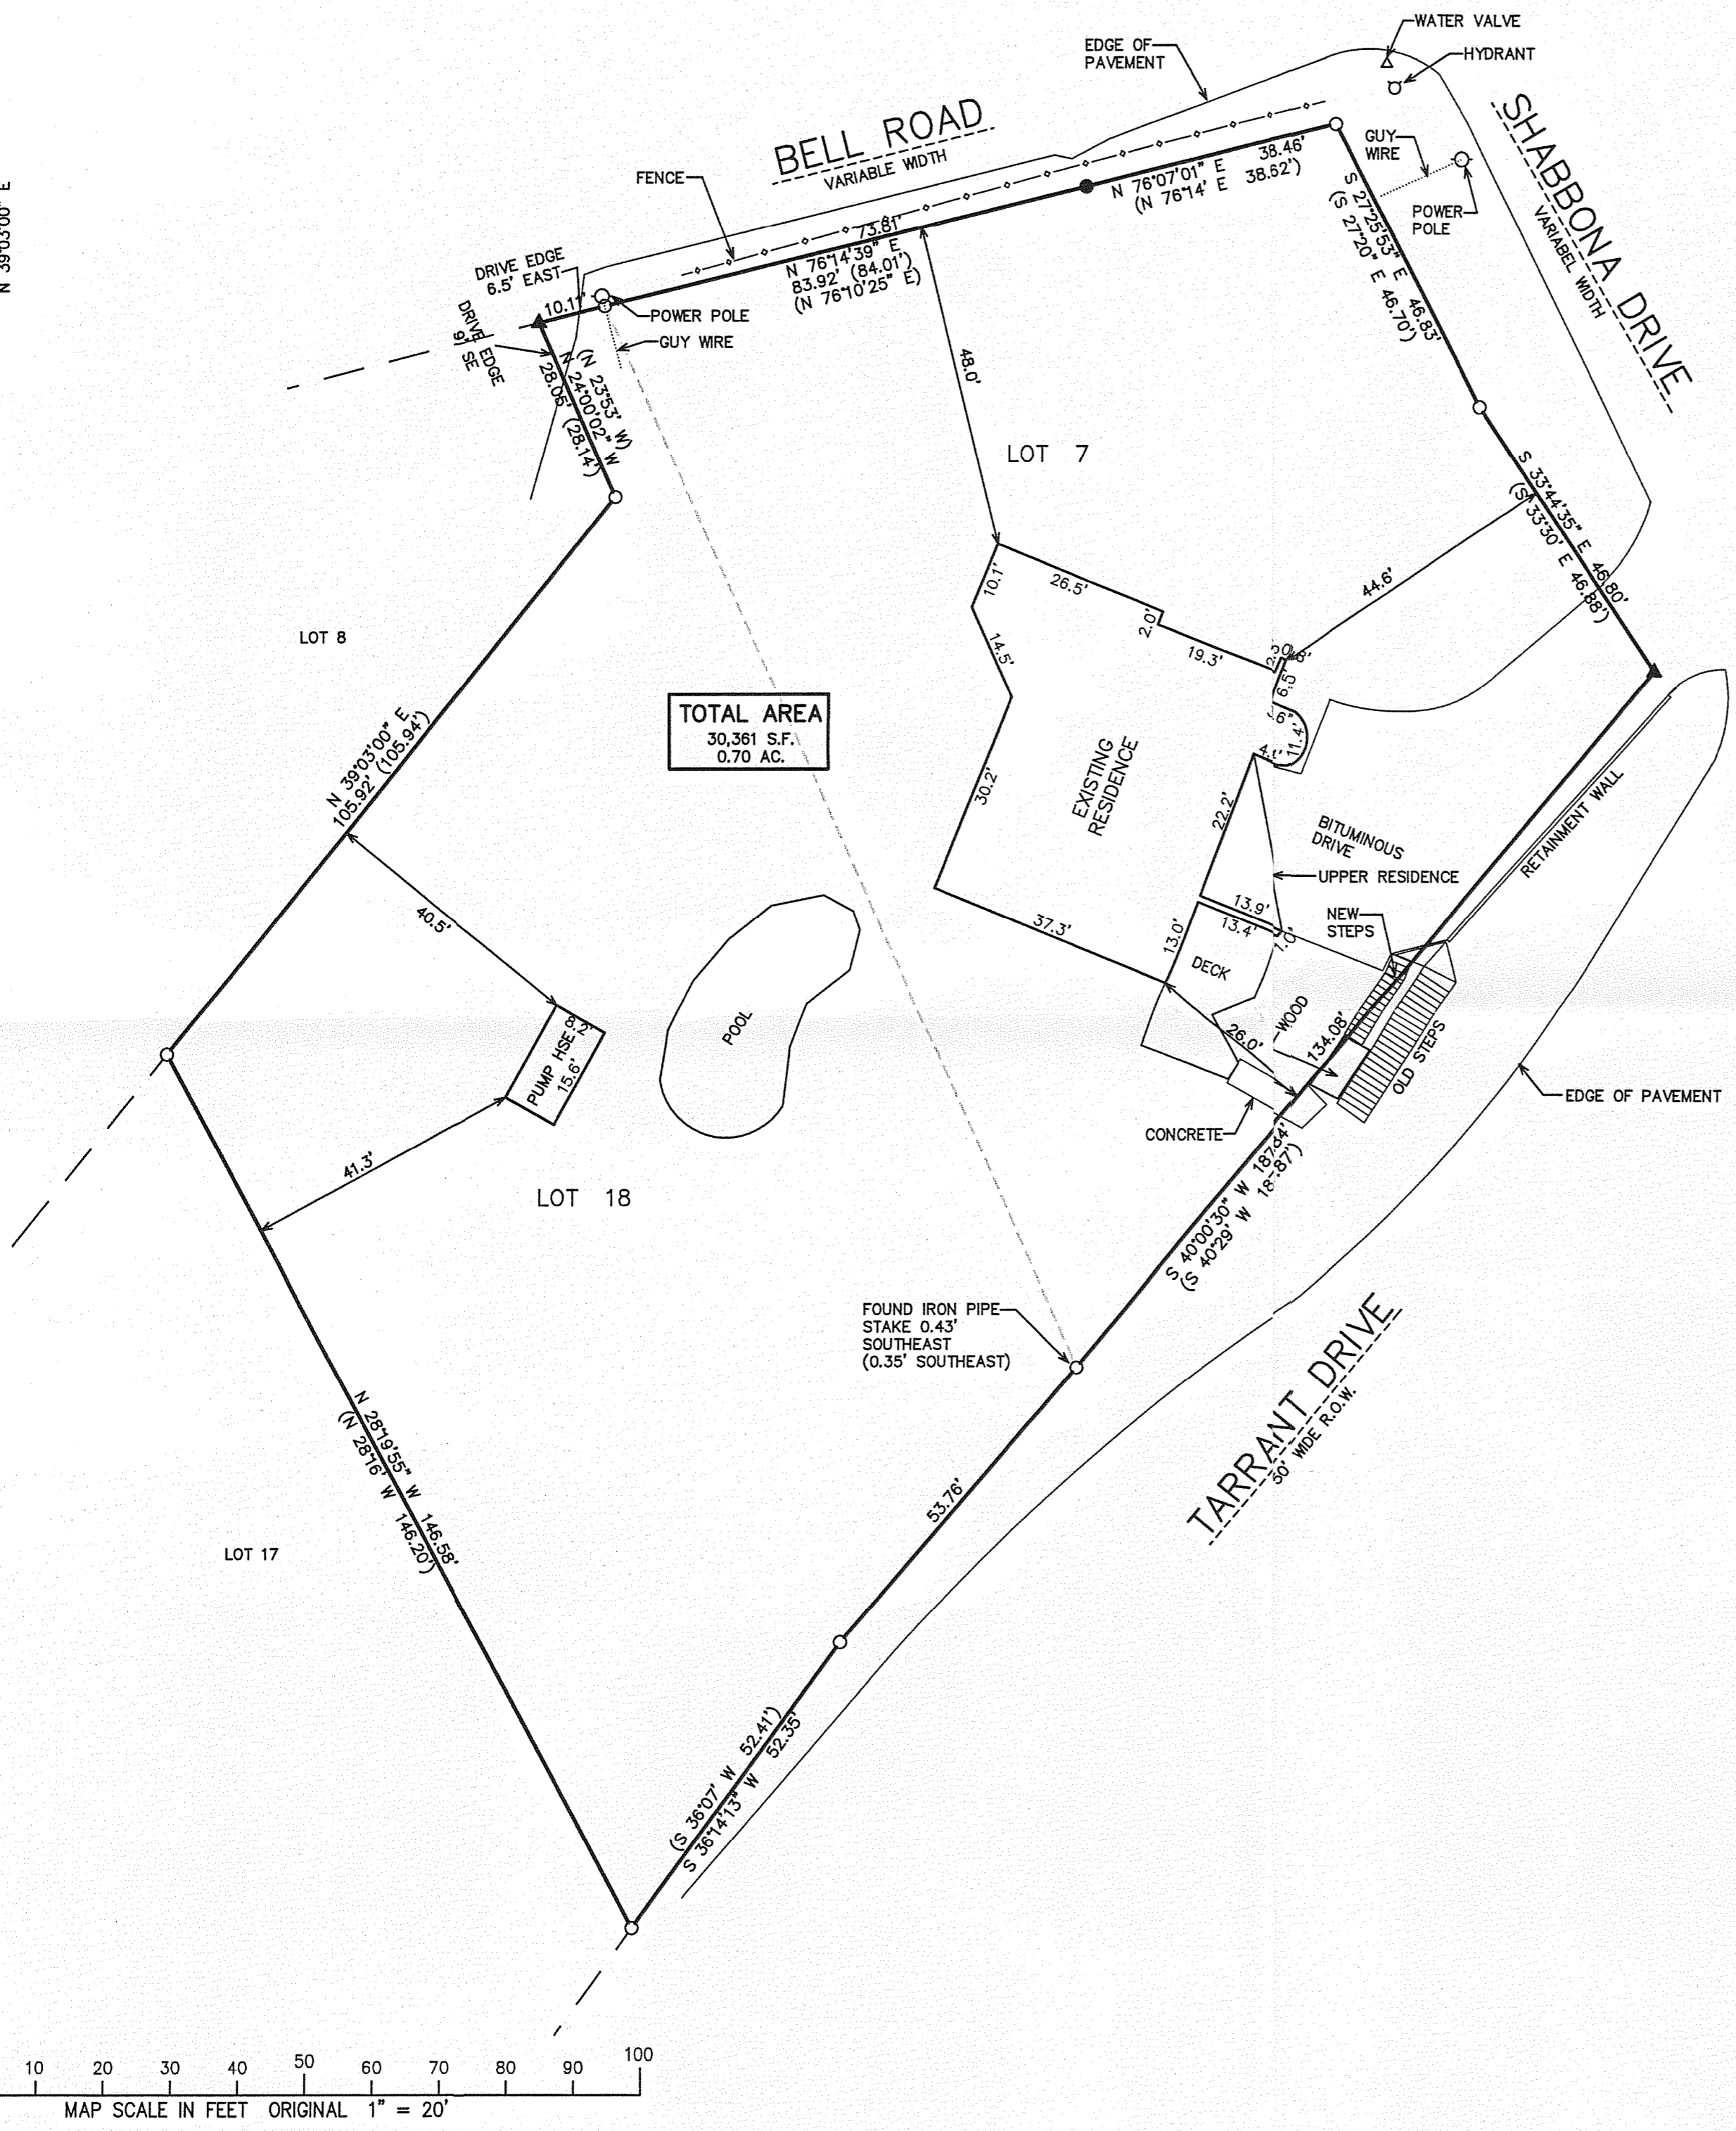 WATER VALVE
HYDRANT
EDGE OF
PAVEMENT
SHABBONA DRIVE
VARIABEL WIDTH
BELL ROAD
VARIABLE WIDTH
GUY
WIRE
POWER
POLE
FENCE
N 76°07'01" E 38.46'
(N 76°14' E 38.62')
S 27°25'53" E 46.83'
(S 27°20" E 46.70')
73.81'
N 76°14'39" E
83.92' (84.01')
(N 76°10'25" E)
DRIVE EDGE
6.5' EAST
10.11'
POWER POLE
GUY WIRE
DRIVE EDGE
9' SE
(N 23°53' W)
N 24°00'02" W
28.05' (28.14')
N 39°03'00" E
48.0'
LOT 7
S 33°44'35" E 46.80'
(S 33°30' E 46.88')
44.6'
10.1'
26.5'
2.0'
19.3'
14.5'
6.5'
11.4'
LOT 8
TOTAL AREA
30,361 S.F.
0.70 AC.
N 39°03'00" E
105.92' (105.94')
30.2'
EXISTING
RESIDENCE
22.2'
BITUMINOUS
DRIVE
RETAINMENT WALL
UPPER RESIDENCE
13.9'
13.4'
1.0'
NEW
STEPS
40.5'
37.3'
13.0'
DECK
POOL
WOOD
26.0'
134.08'
OLD STEPS
PUMP HSE
8.2'
15.6'
EDGE OF PAVEMENT
CONCRETE
41.3'
LOT 18
S 40°00'30" W
(S 40°29' W
FOUND IRON PIPE
STAKE 0.43'
SOUTHEAST
(0.35' SOUTHEAST)
TARRANT DRIVE
50' WIDE R.O.W.
N 28°19'55" W 146.58'
(N 28°16' W 146.20')
53.76'
LOT 17
(S 36°07' W 52.41')
S 36°14'13" W 52.35'
10 20 30 40 50 60 70 80 90 100
MAP SCALE IN FEET ORIGINAL 1" = 20'